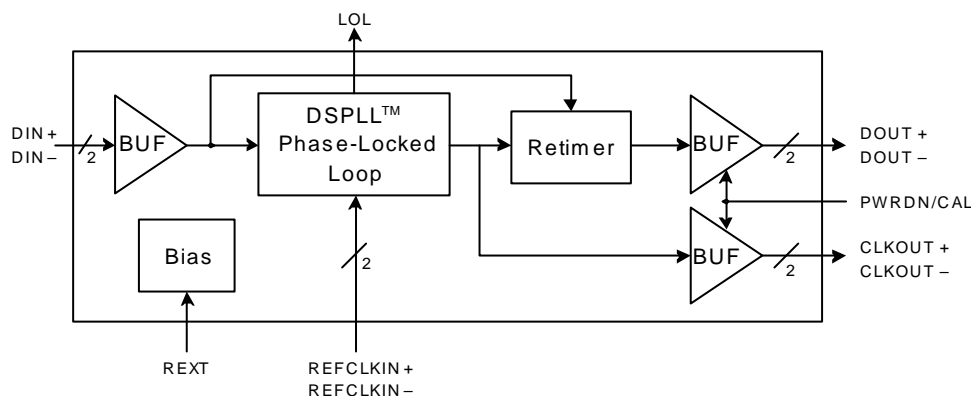 LOL
DIN+
DIN–
2
BUF
DSPLL™
Phase-Locked
Loop
Retimer
BUF
2
DOUT+
DOUT–
PWRDN/CAL
Bias
2
BUF
2
CLKOUT+
CLKOUT–
REXT
REFCLKIN+
REFCLKIN–